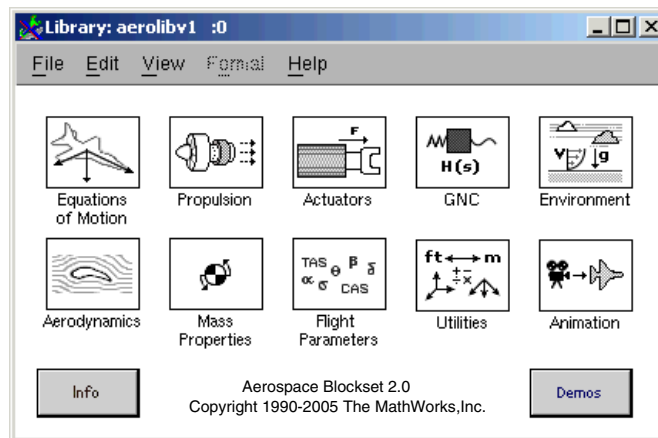 Library: aerolibv1 :0
File Edit View Format Help
F
V g
H(s)
Equations of Motion Propulsion Actuators GNC Environment
TAS θ β δ
α σ CAS
ft m
+ - ÷ ×
Aerodynamics Mass Properties Flight Parameters Utilities Animation
Info
Aerospace Blockset 2.0
Copyright 1990-2005 The MathWorks,Inc.
Demos